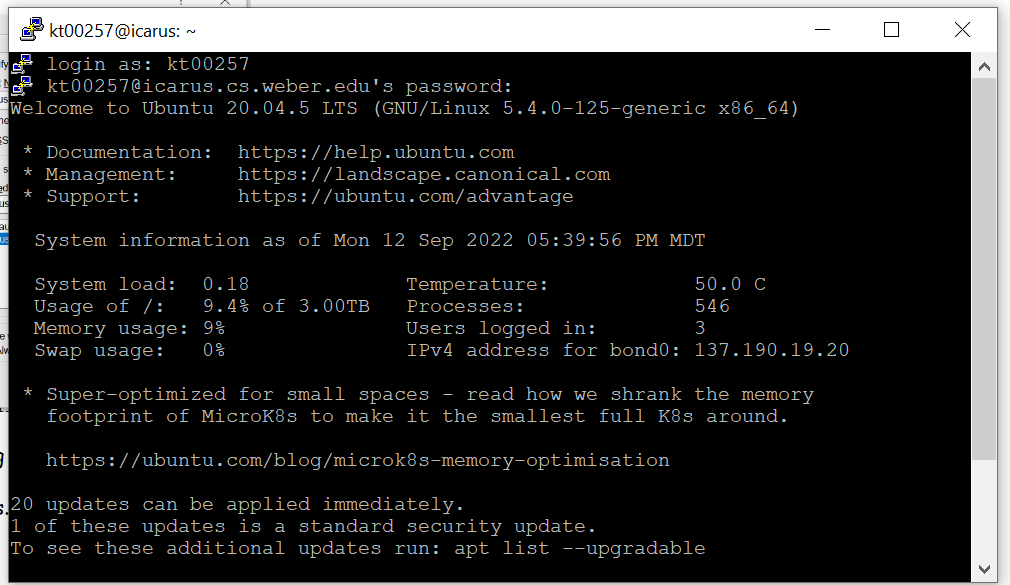 kt00257@icarus: ~
login as: kt00257
kt00257@icarus.cs.weber.edu's password:
Welcome to Ubuntu 20.04.5 LTS (GNU/Linux 5.4.0-125-generic x86_64)
* Documentation: https://help.ubuntu.com
* Management: https://landscape.canonical.com
* Support: https://ubuntu.com/advantage
System information as of Mon 12 Sep 2022 05:39:56 PM MDT
System load: 0.18 Temperature: 50.0 C
Usage of /: 9.4% of 3.00TB Processes: 546
Memory usage: 9% Users logged in: 3
Swap usage: 0% IPv4 address for bond0: 137.190.19.20
* Super-optimized for small spaces - read how we shrank the memory
footprint of MicroK8s to make it the smallest full K8s around.
https://ubuntu.com/blog/microk8s-memory-optimisation
20 updates can be applied immediately.
1 of these updates is a standard security update.
To see these additional updates run: apt list --upgradable